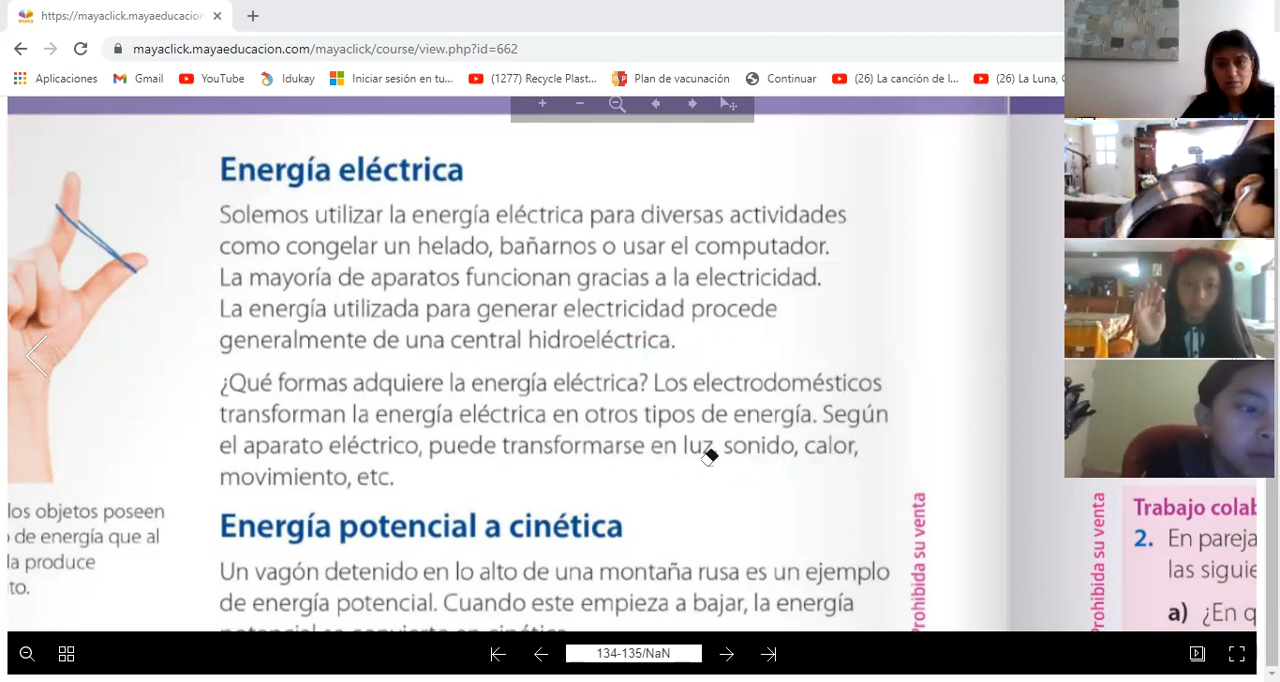 https://mayaclick.mayaeducacion
mayaclick.mayaeducacion.com/mayaclick/course/view.php?id=662
Aplicaciones Gmail YouTube Idukay Iniciar sesión en tu... (1277) Recycle Plast... Plan de vacunación Continuar (26) La canción de l... (26) La Luna,
Energía eléctrica
Solemos utilizar la energía eléctrica para diversas actividades
como congelar un helado, bañarnos o usar el computador.
La mayoría de aparatos funcionan gracias a la electricidad.
La energía utilizada para generar electricidad procede
generalmente de una central hidroeléctrica.
¿Qué formas adquiere la energía eléctrica? Los electrodomésticos
transforman la energía eléctrica en otros tipos de energía. Según
el aparato eléctrico, puede transformarse en luz, sonido, calor,
movimiento, etc.
los objetos poseen
de energía que al
la produce
to.
Energía potencial a cinética
Un vagón detenido en lo alto de una montaña rusa es un ejemplo
de energía potencial. Cuando este empieza a bajar, la energía
potencial se convierte en cinética
Prohibida su venta
Prohibida su venta
Trabajo colab
2. En pareja
las siguie
a) ¿En q
134-135/NaN